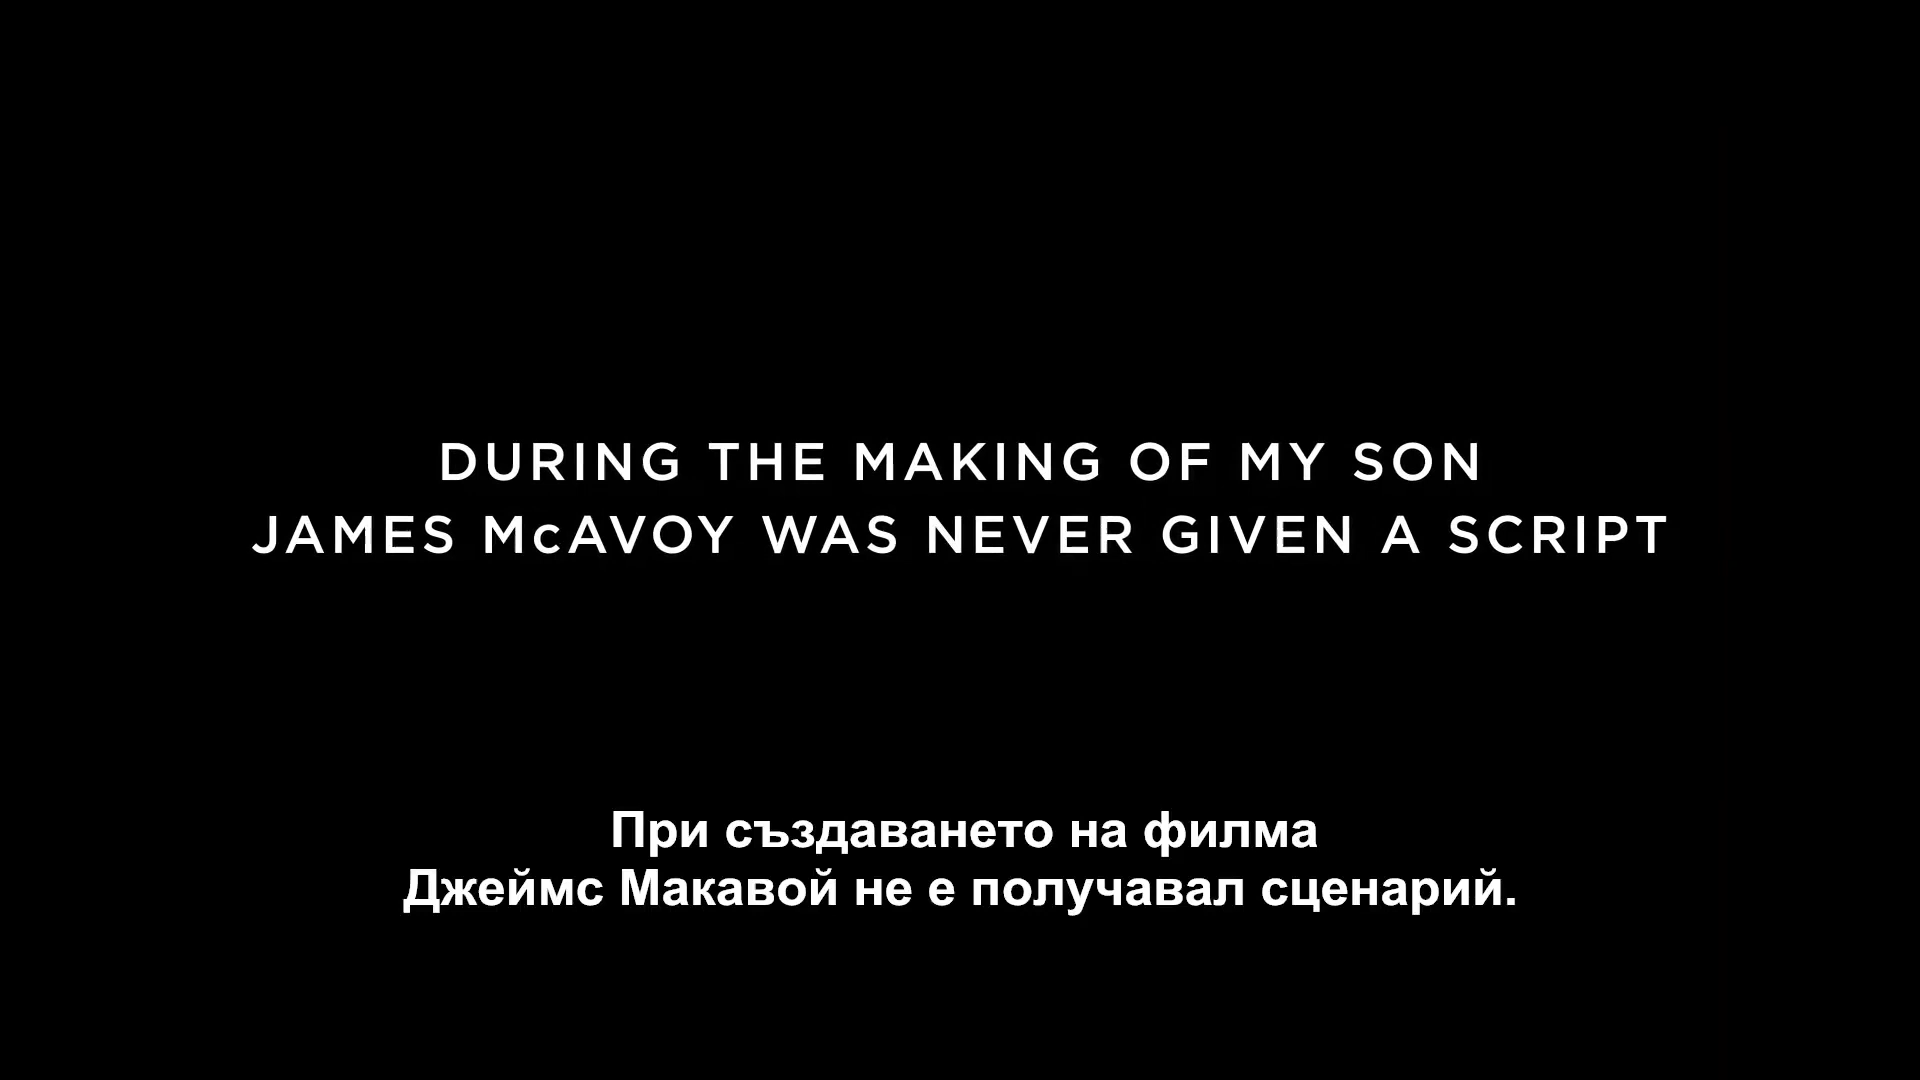 DURING THE MAKING OF MY SON
JAMES McAVOY WAS NEVER GIVEN A SCRIPT
При създаването на филма
Джеймс Макавой не е получавал сценарий.